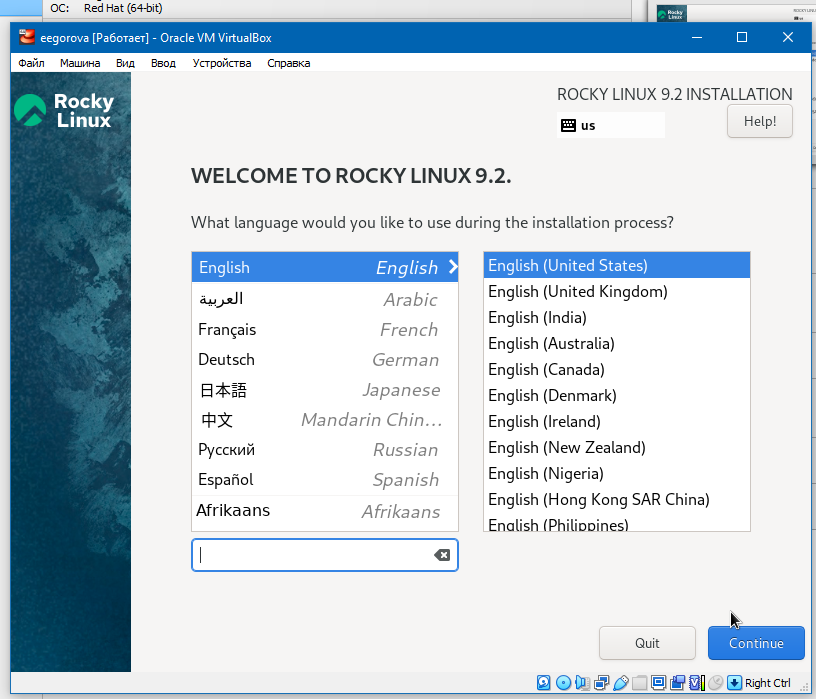 ОС: Red Hat (64-bit)
Rocky Linux
eegorova [Работает] - Oracle VM VirtualBox
Файл Машина Вид Ввод Устройства Справка
Rocky
Linux
ROCKY LINUX 9.2 INSTALLATION
us
Help!
WELCOME TO ROCKY LINUX 9.2.
What language would you like to use during the installation process?
English English
العربية Arabic
Français French
Deutsch German
日本語 Japanese
中文 Mandarin Chin...
Русский Russian
Español Spanish
Afrikaans Afrikaans
English (United States)
English (United Kingdom)
English (India)
English (Australia)
English (Canada)
English (Denmark)
English (Ireland)
English (New Zealand)
English (Nigeria)
English (Hong Kong SAR China)
English (Philippines)
Quit
Continue
Right Ctrl